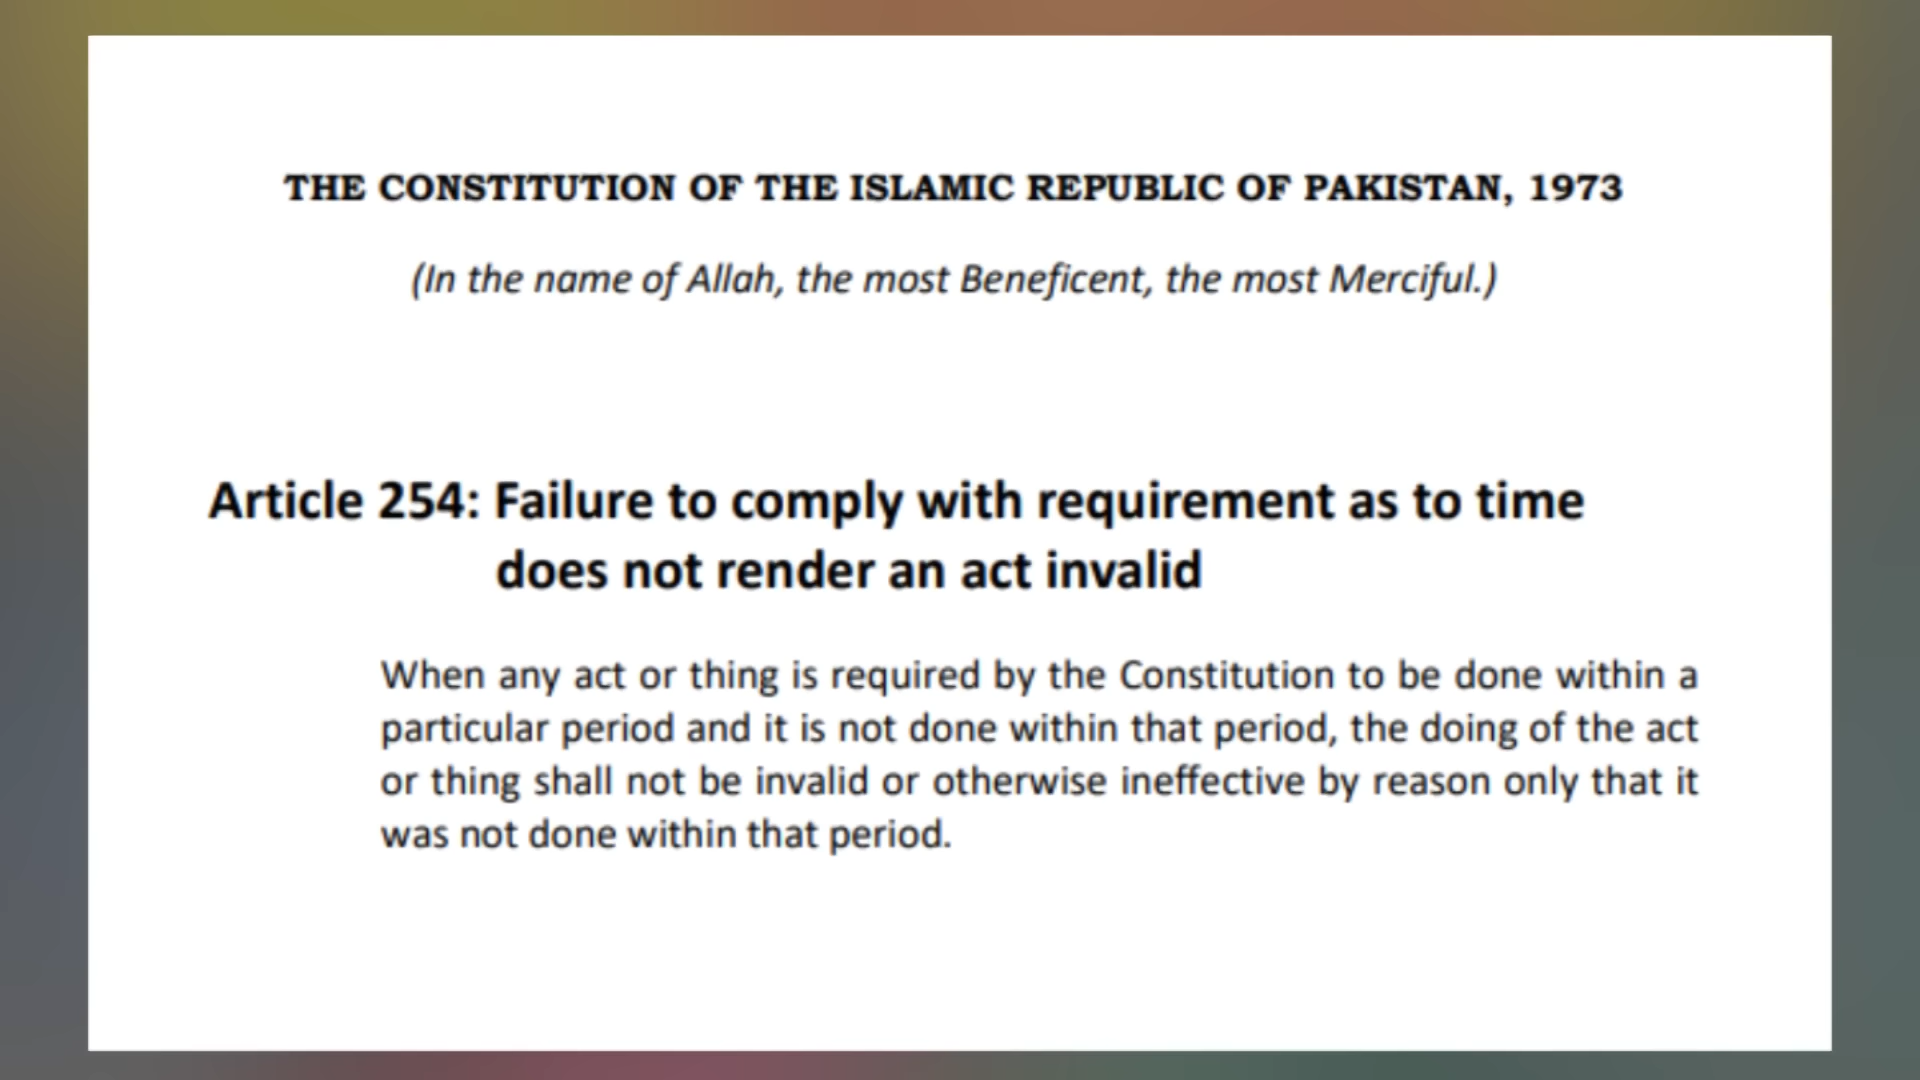 THE CONSTITUTION OF THE ISLAMIC REPUBLIC OF PAKISTAN, 1973
(In the name of Allah, the most Beneficent, the most Merciful.)
Article 254: Failure to comply with requirement as to time
does not render an act invalid
When any act or thing is required by the Constitution to be done within a
particular period and it is not done within that period, the doing of the act
or thing shall not be invalid or otherwise ineffective by reason only that it
was not done within that period.